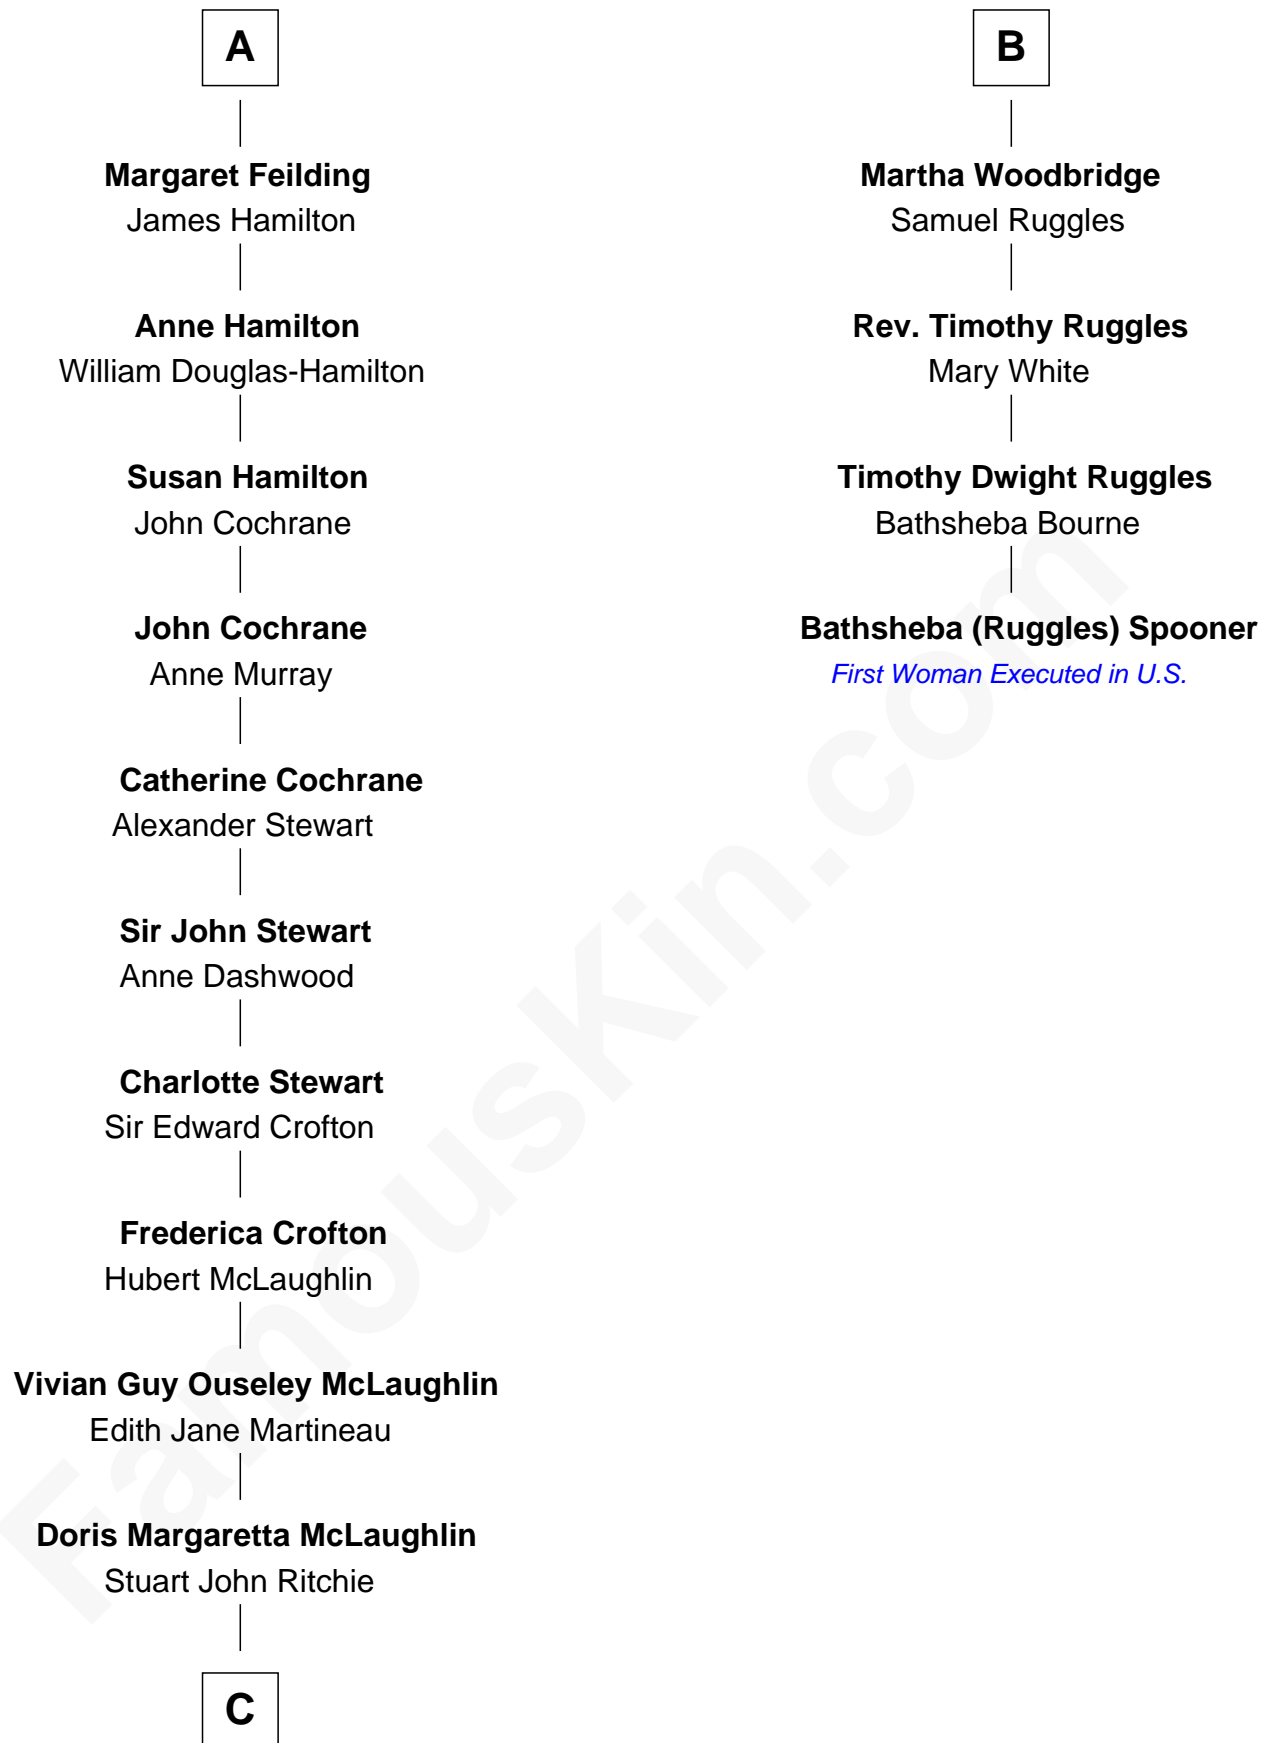 A
Margaret Feilding
James Hamilton
Anne Hamilton
William Douglas-Hamilton
Susan Hamilton
John Cochrane
John Cochrane
Anne Murray
Catherine Cochrane
Alexander Stewart
Sir John Stewart
Anne Dashwood
Charlotte Stewart
Sir Edward Crofton
Frederica Crofton
Hubert McLaughlin
Vivian Guy Ouseley McLaughlin
Edith Jane Martineau
Doris Margaretta McLaughlin
Stuart John Ritchie
C
B
Martha Woodbridge
Samuel Ruggles
Rev. Timothy Ruggles
Mary White
Timothy Dwight Ruggles
Bathsheba Bourne
Bathsheba (Ruggles) Spooner
First Woman Executed in U.S.
FamousKin.com